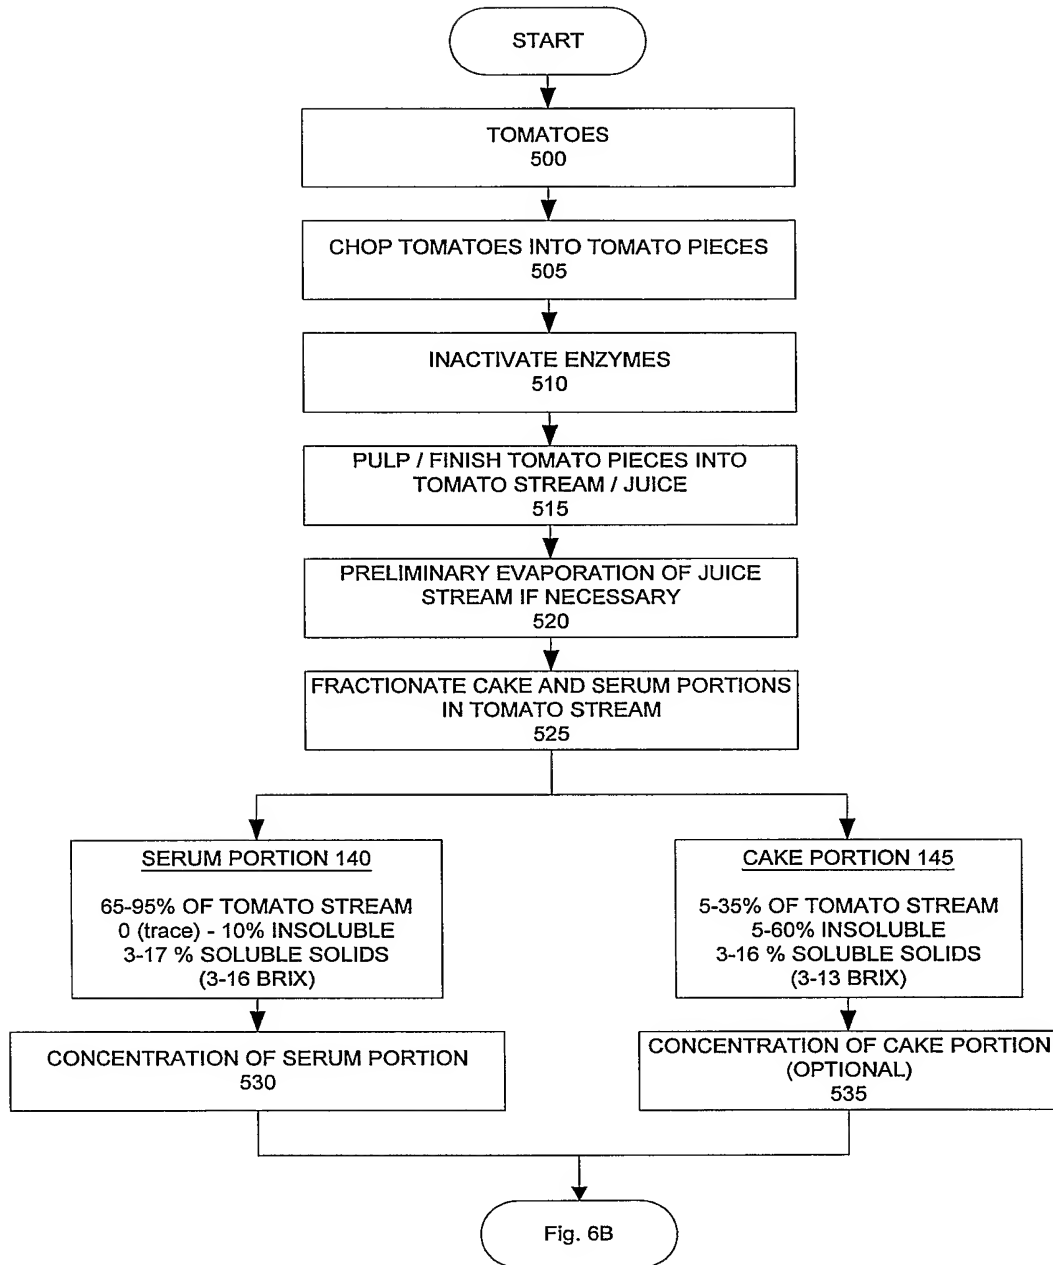 START
TOMATOES
500
CHOP TOMATOES INTO TOMATO PIECES
505
INACTIVATE ENZYMES
510
PULP / FINISH TOMATO PIECES INTO
TOMATO STREAM / JUICE
515
PRELIMINARY EVAPORATION OF JUICE
STREAM IF NECESSARY
520
FRACTIONATE CAKE AND SERUM PORTIONS
IN TOMATO STREAM
525
SERUM PORTION 140
65-95% OF TOMATO STREAM
0 (trace) - 10% INSOLUBLE
3-17 % SOLUBLE SOLIDS
(3-16 BRIX)
CAKE PORTION 145
5-35% OF TOMATO STREAM
5-60% INSOLUBLE
3-16 % SOLUBLE SOLIDS
(3-13 BRIX)
CONCENTRATION OF SERUM PORTION
530
CONCENTRATION OF CAKE PORTION
(OPTIONAL)
535
Fig. 6B